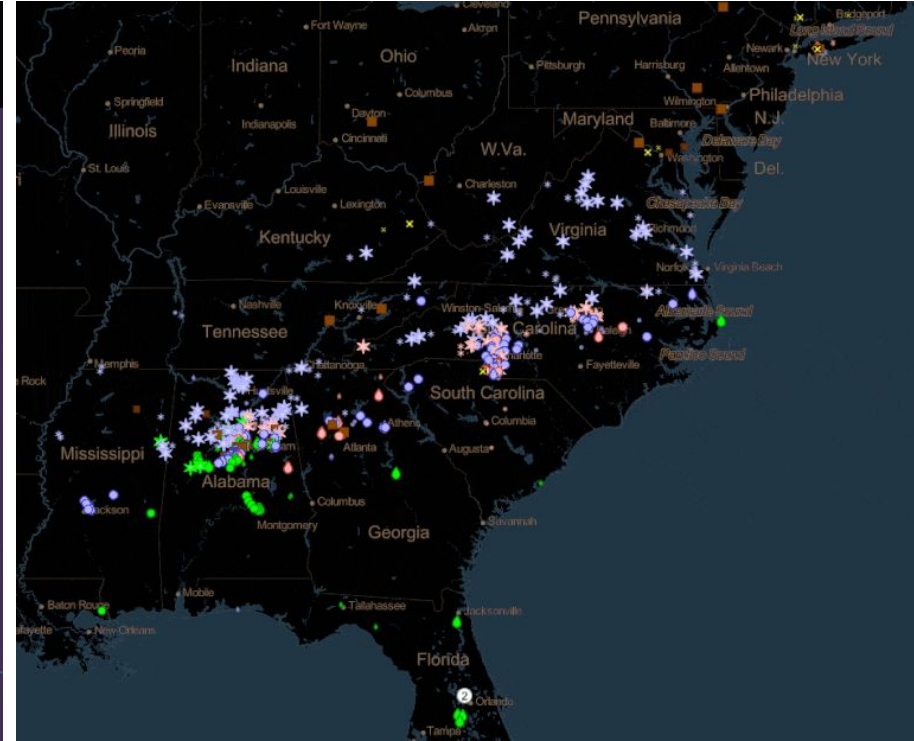 Cleveland
Pennsylvania
Bridgeport
Fort Wayne
Akron
Long Island Sound
Peoria
Ohio
Newark
New York
Indiana
Pittsburgh
Harrisburg
Allentown
Springfield
Columbus
Philadelphia
Dayton
Wilmington
Illinois
Indianapolis
Maryland
Baltimore
N.J.
Cincinnati
Delaware Bay
W.Va.
Washington
St. Louis
Del.
Charleston
Louisville
Evansville
Lexington
Chesapeake Bay
Kentucky
Virginia
Richmond
Norfolk
Virginia Beach
Nashville
Knoxville
Winston-Salem
Albemarle Sound
Tennessee
Carolina
Raleigh
Charlotte
Pamlico Sound
Memphis
Chattanooga
Fayetteville
Rock
Huntsville
South Carolina
Athens
Columbia
Mississippi
Atlanta
Augusta
Alabama
Jackson
Columbus
Montgomery
Georgia
Savannah
Mobile
Baton Rouge
Tallahassee
Jacksonville
New Orleans
Florida
2
Orlando
Tampa